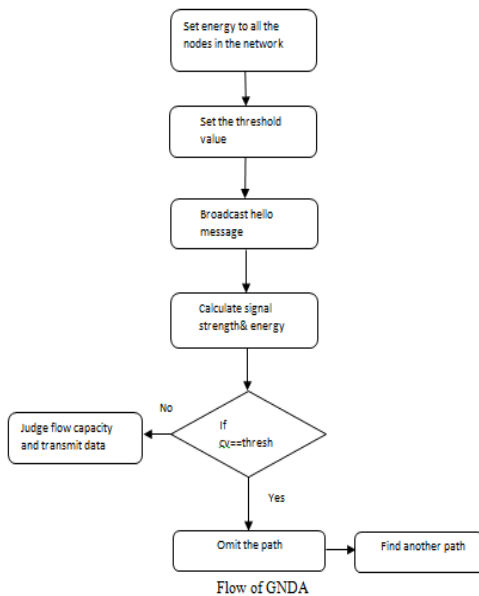 Set energy to all the
nodes in the network
Set the threshold
value
Broadcast hello
message
Calculate signal
strength& energy
If
cv==thresh
No
Judge flow capacity
and transmit data
Yes
Omit the path
Find another path
Flow of GNDA